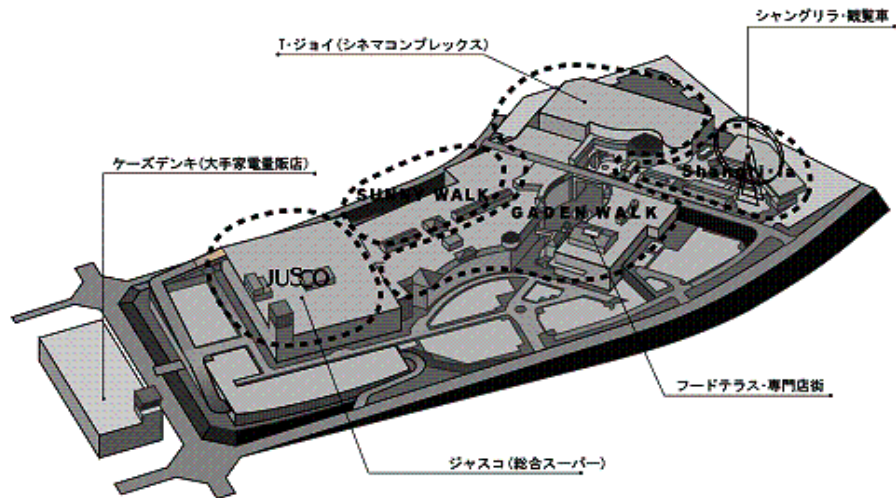 シャングリラ・観覧車
T・ジョイ(シネマコンプレックス)
ケーズデンキ(大手家電量販店)
Shangri・la
SUNNY WALK
GADEN WALK
JUSCO
フードテラス・専門店街
ジャスコ(総合スーパー)